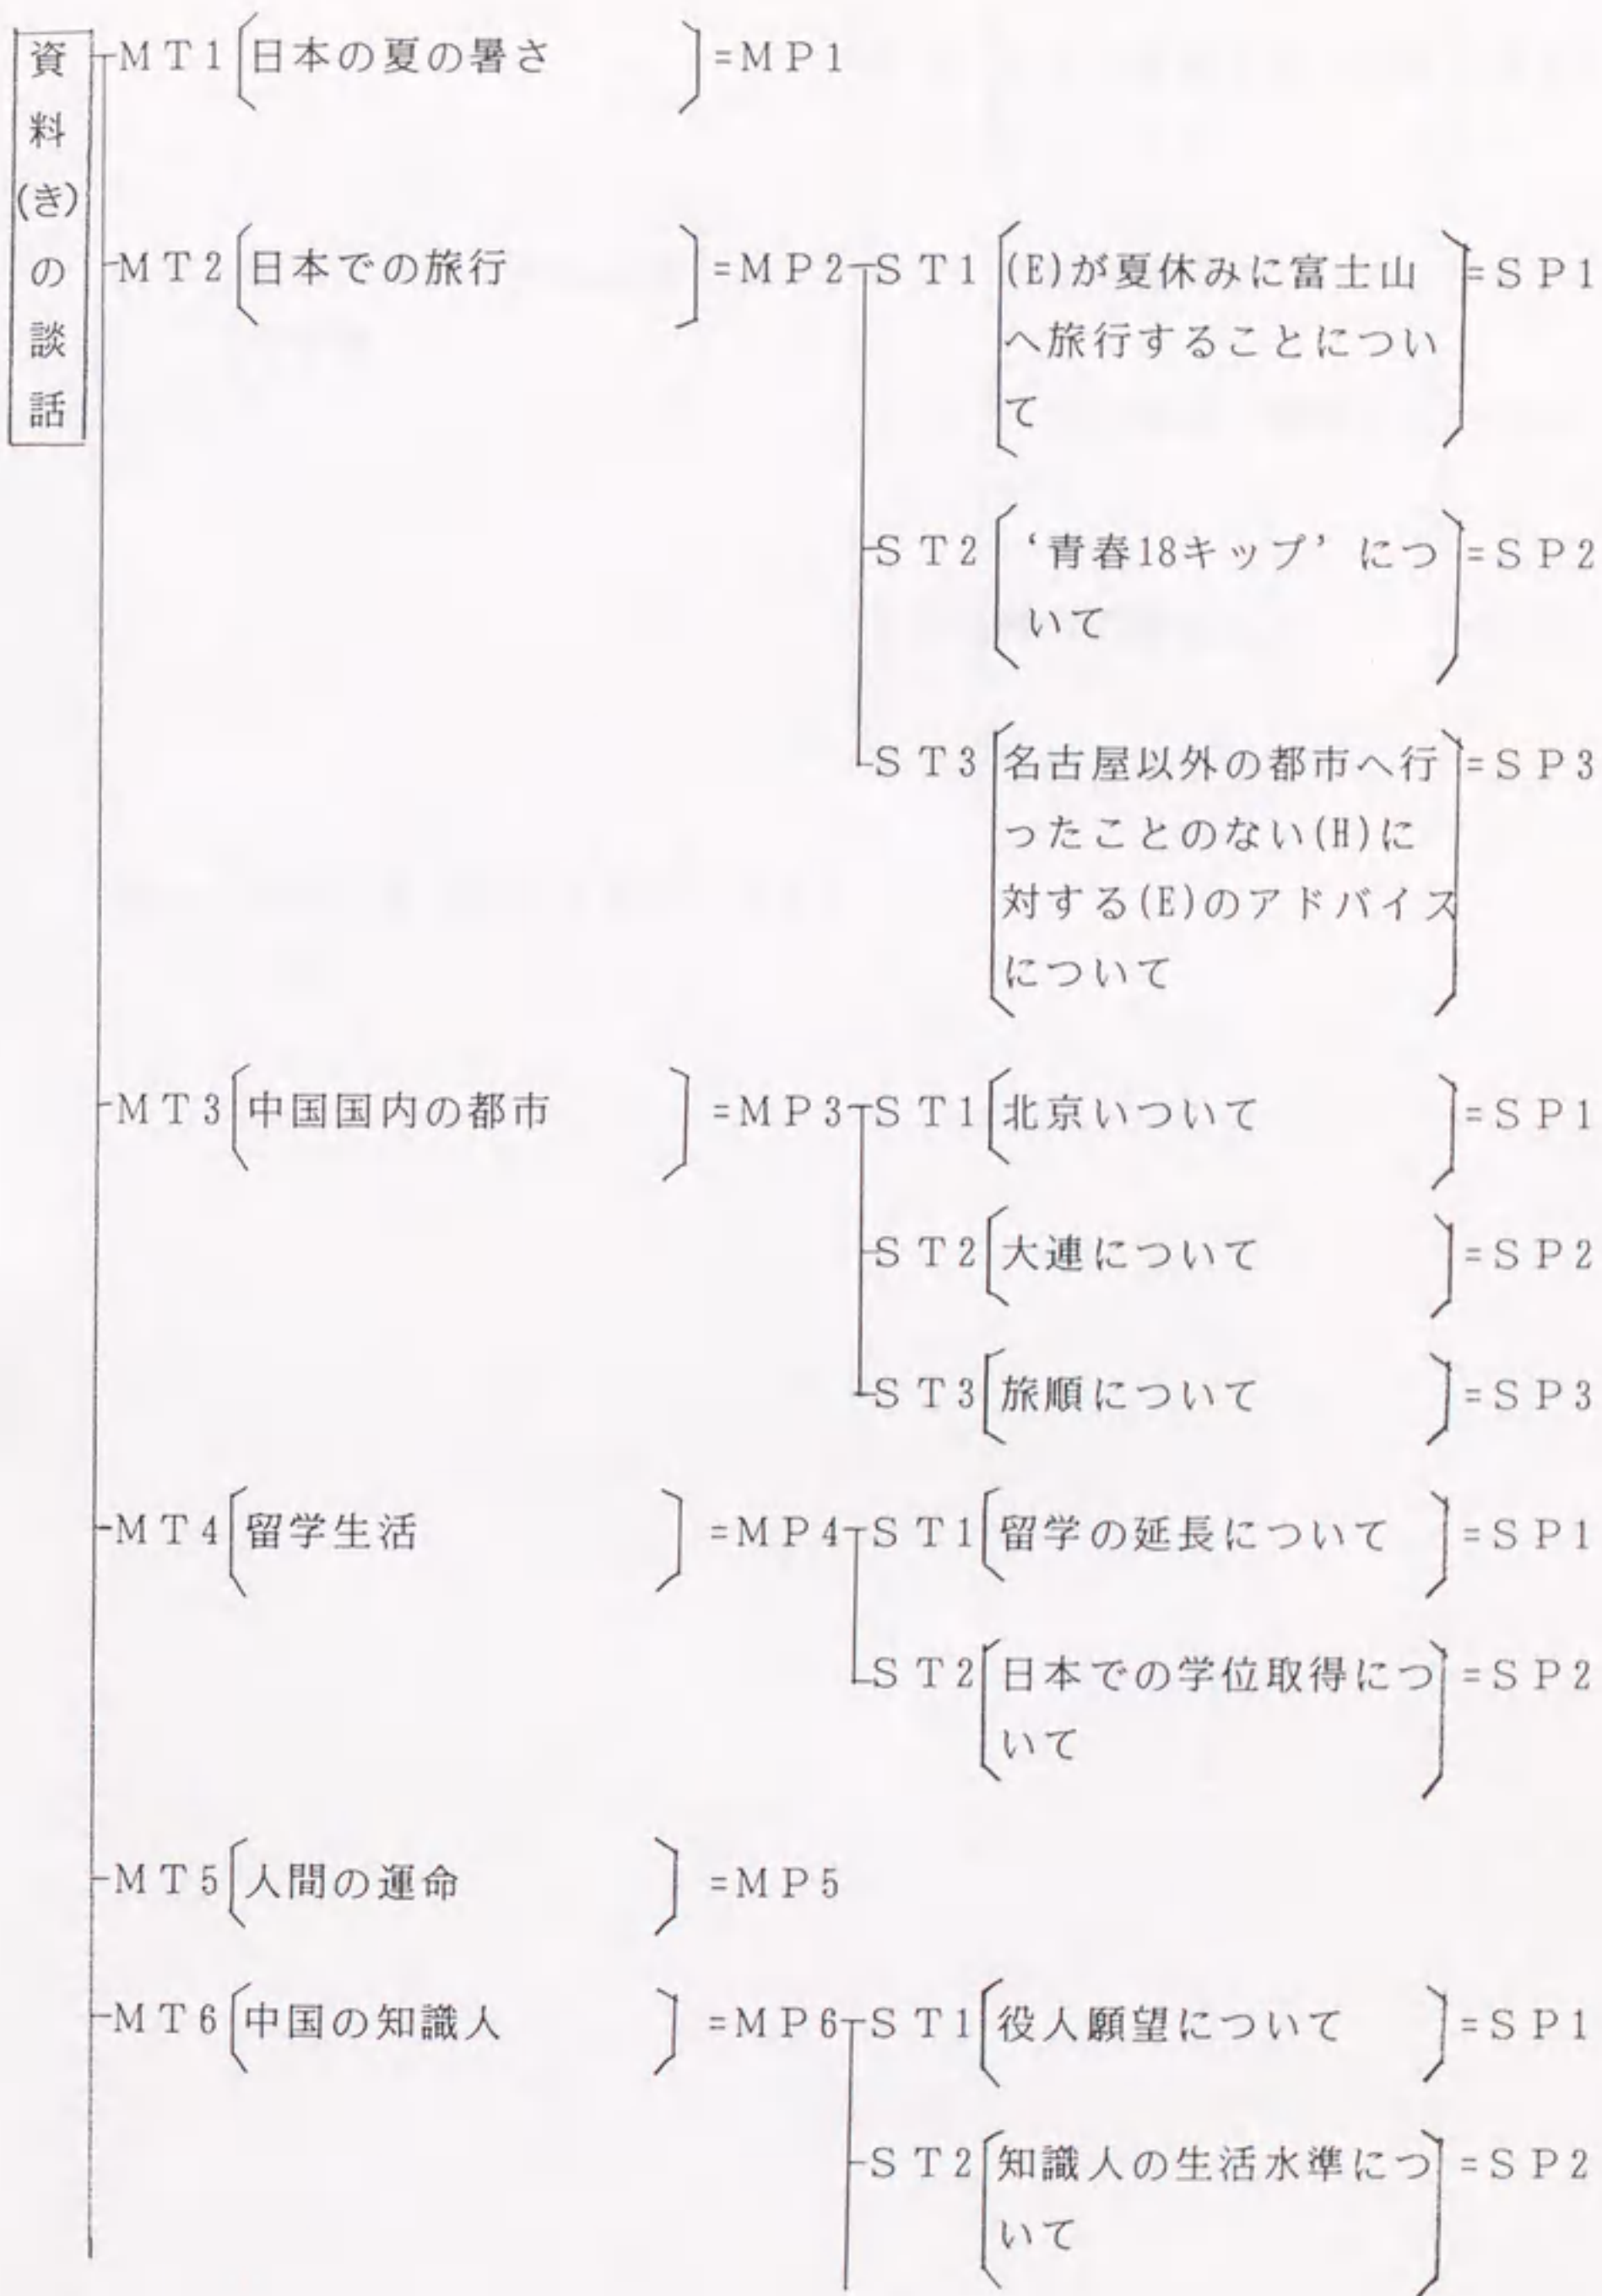 資料(き)の談話
MT1〔日本の夏の暑さ〕=MP1
MT2〔日本での旅行〕=MP2
ST1〔(E)が夏休みに富士山
へ旅行することについ
て〕=SP1
ST2〔‘青春18キップ’につ
いて〕=SP2
ST3〔名古屋以外の都市へ行
ったことのない(H)に
対する(E)のアドバイス
について〕=SP3
MT3〔中国国内の都市〕=MP3
ST1〔北京いついて〕=SP1
ST2〔大連について〕=SP2
ST3〔旅順について〕=SP3
MT4〔留学生活〕=MP4
ST1〔留学の延長について〕=SP1
ST2〔日本での学位取得につ
いて〕=SP2
MT5〔人間の運命〕=MP5
MT6〔中国の知識人〕=MP6
ST1〔役人願望について〕=SP1
ST2〔知識人の生活水準につ
いて〕=SP2